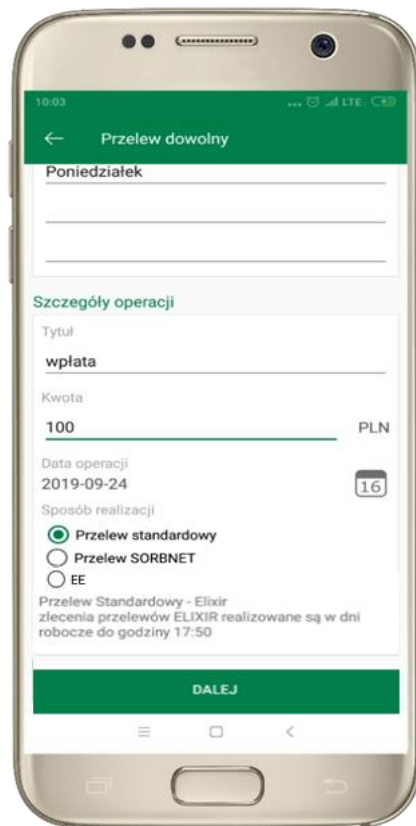 10:03
... LTE
Przelew dowolny
Poniedziałek
Szczegóły operacji
Tytuł
wpłata
Kwota
100 PLN
Data operacji
2019-09-24
16
Sposób realizacji
Przelew standardowy
Przelew SORBNET
EE
Przelew Standardowy - Elixir
zlecenia przelewów ELIXIR realizowane są w dni
robocze do godziny 17:50
DALEJ